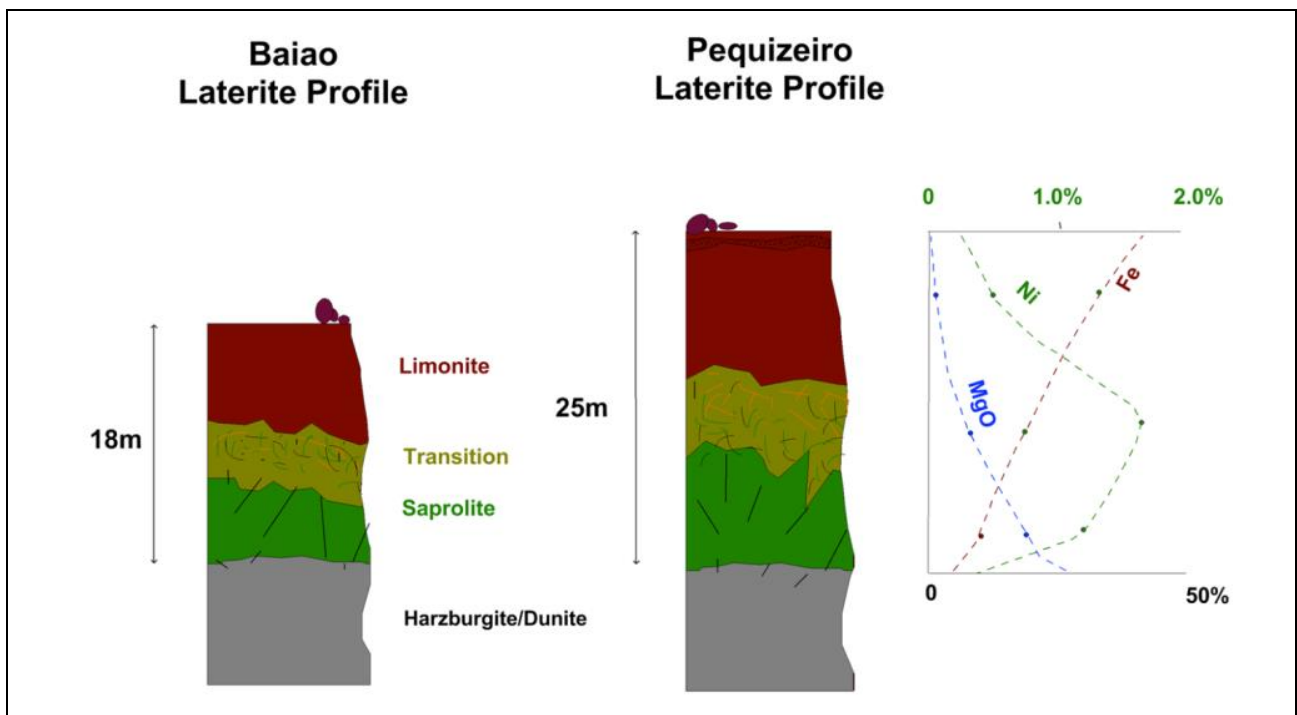 Baiao
Laterite Profile
Pequizeiro
Laterite Profile
0
1.0%
2.0%
Ni
Fe
MgO
18m
25m
Limonite
Transition
Saprolite
Harzburgite/Dunite
0
50%